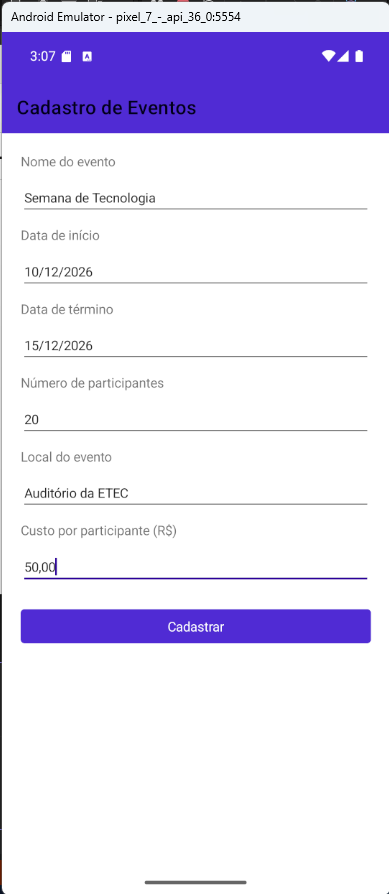 Android Emulator - pixel_7_-_api_36_0:5554
3:07 A
Cadastro de Eventos
Nome do evento
Semana de Tecnologia
Data de início
10/12/2026
Data de término
15/12/2026
Número de participantes
20
Local do evento
Auditório da ETEC
Custo por participante (R$)
50,00
Cadastrar